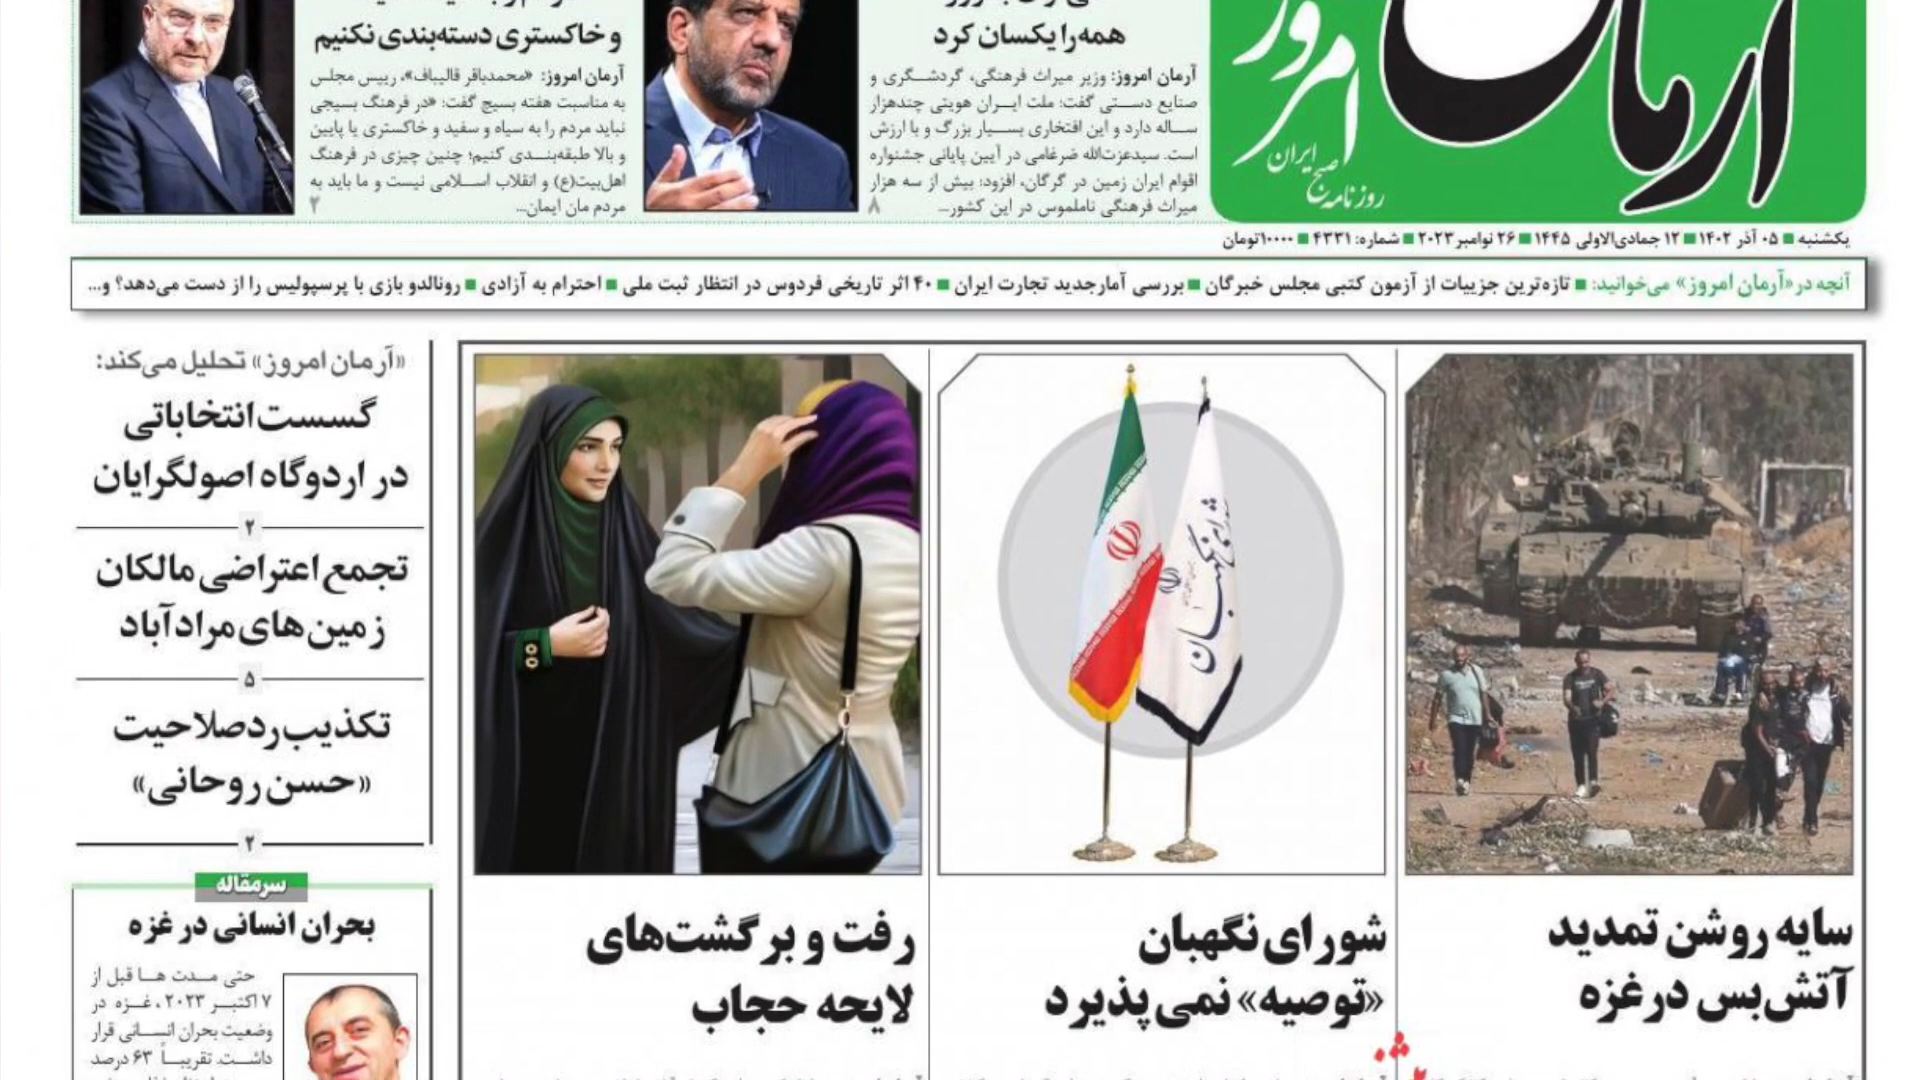 آرمان امروز
روزنامه صبح ایران
همه را یکسان کرد
آرمان امروز: وزیر میراث فرهنگی، گردشگری و
صنایع دستی گفت: ملت ایران هویتی چندهزار
ساله دارد و این افتخاری بسیار بزرگ و با ارزش
است. سیدعزت‌الله ضرغامی در آیین پایانی جشنواره
اقوام ایران زمین در گرگان، افزود: بیش از سه هزار
میراث فرهنگی ناملموس در این کشور...
۸
و خاکستری دسته‌بندی نکنیم
آرمان امروز: «محمدباقر قالیباف»، رییس مجلس
به مناسبت هفته بسیج گفت: «در فرهنگ بسیجی
نباید مردم را به سیاه و سفید و خاکستری یا پایین
و بالا طبقه‌بندی کنیم؛ چنین چیزی در فرهنگ
اهل‌بیت(ع) و انقلاب اسلامی نیست و ما باید به
مردم مان ایمان...
۲
یکشنبه ■ ۰۵ آذر ۱۴۰۲ ■ ۱۲ جمادی‌الاولی ۱۴۴۵ ■ ۲۶ نوامبر ۲۰۲۳ ■ شماره: ۴۳۳۱ ■ ۱۰۰۰۰تومان
آنچه در «آرمان امروز» می‌خوانید: ■ تازه‌ترین جزییات از آزمون کتبی مجلس خبرگان ■ بررسی آمارجدید تجارت ایران ■ ۴۰ اثر تاریخی فردوس در انتظار ثبت ملی ■ احترام به آزادی ■ رونالدو بازی با پرسپولیس را از دست می‌دهد؟ و...
شورای نگهبان
سایه روشن تمدید
آتش‌بس در غزه
شورای نگهبان
«توصیه» نمی‌پذیرد
رفت و برگشت‌های
لایحه حجاب
«آرمان امروز» تحلیل می‌کند:
گسست انتخاباتی
در اردوگاه اصولگرایان
۲
تجمع اعتراضی مالکان
زمین‌های مرادآباد
۵
تکذیب ردصلاحیت
«حسن روحانی»
۲
سرمقاله
بحران انسانی در غزه
حتی مدت ها قبل از
۷ اکتبر ۲۰۲۳، غزه در
وضعیت بحران انسانی قرار
داشت. تقریباً ۶۳ درصد